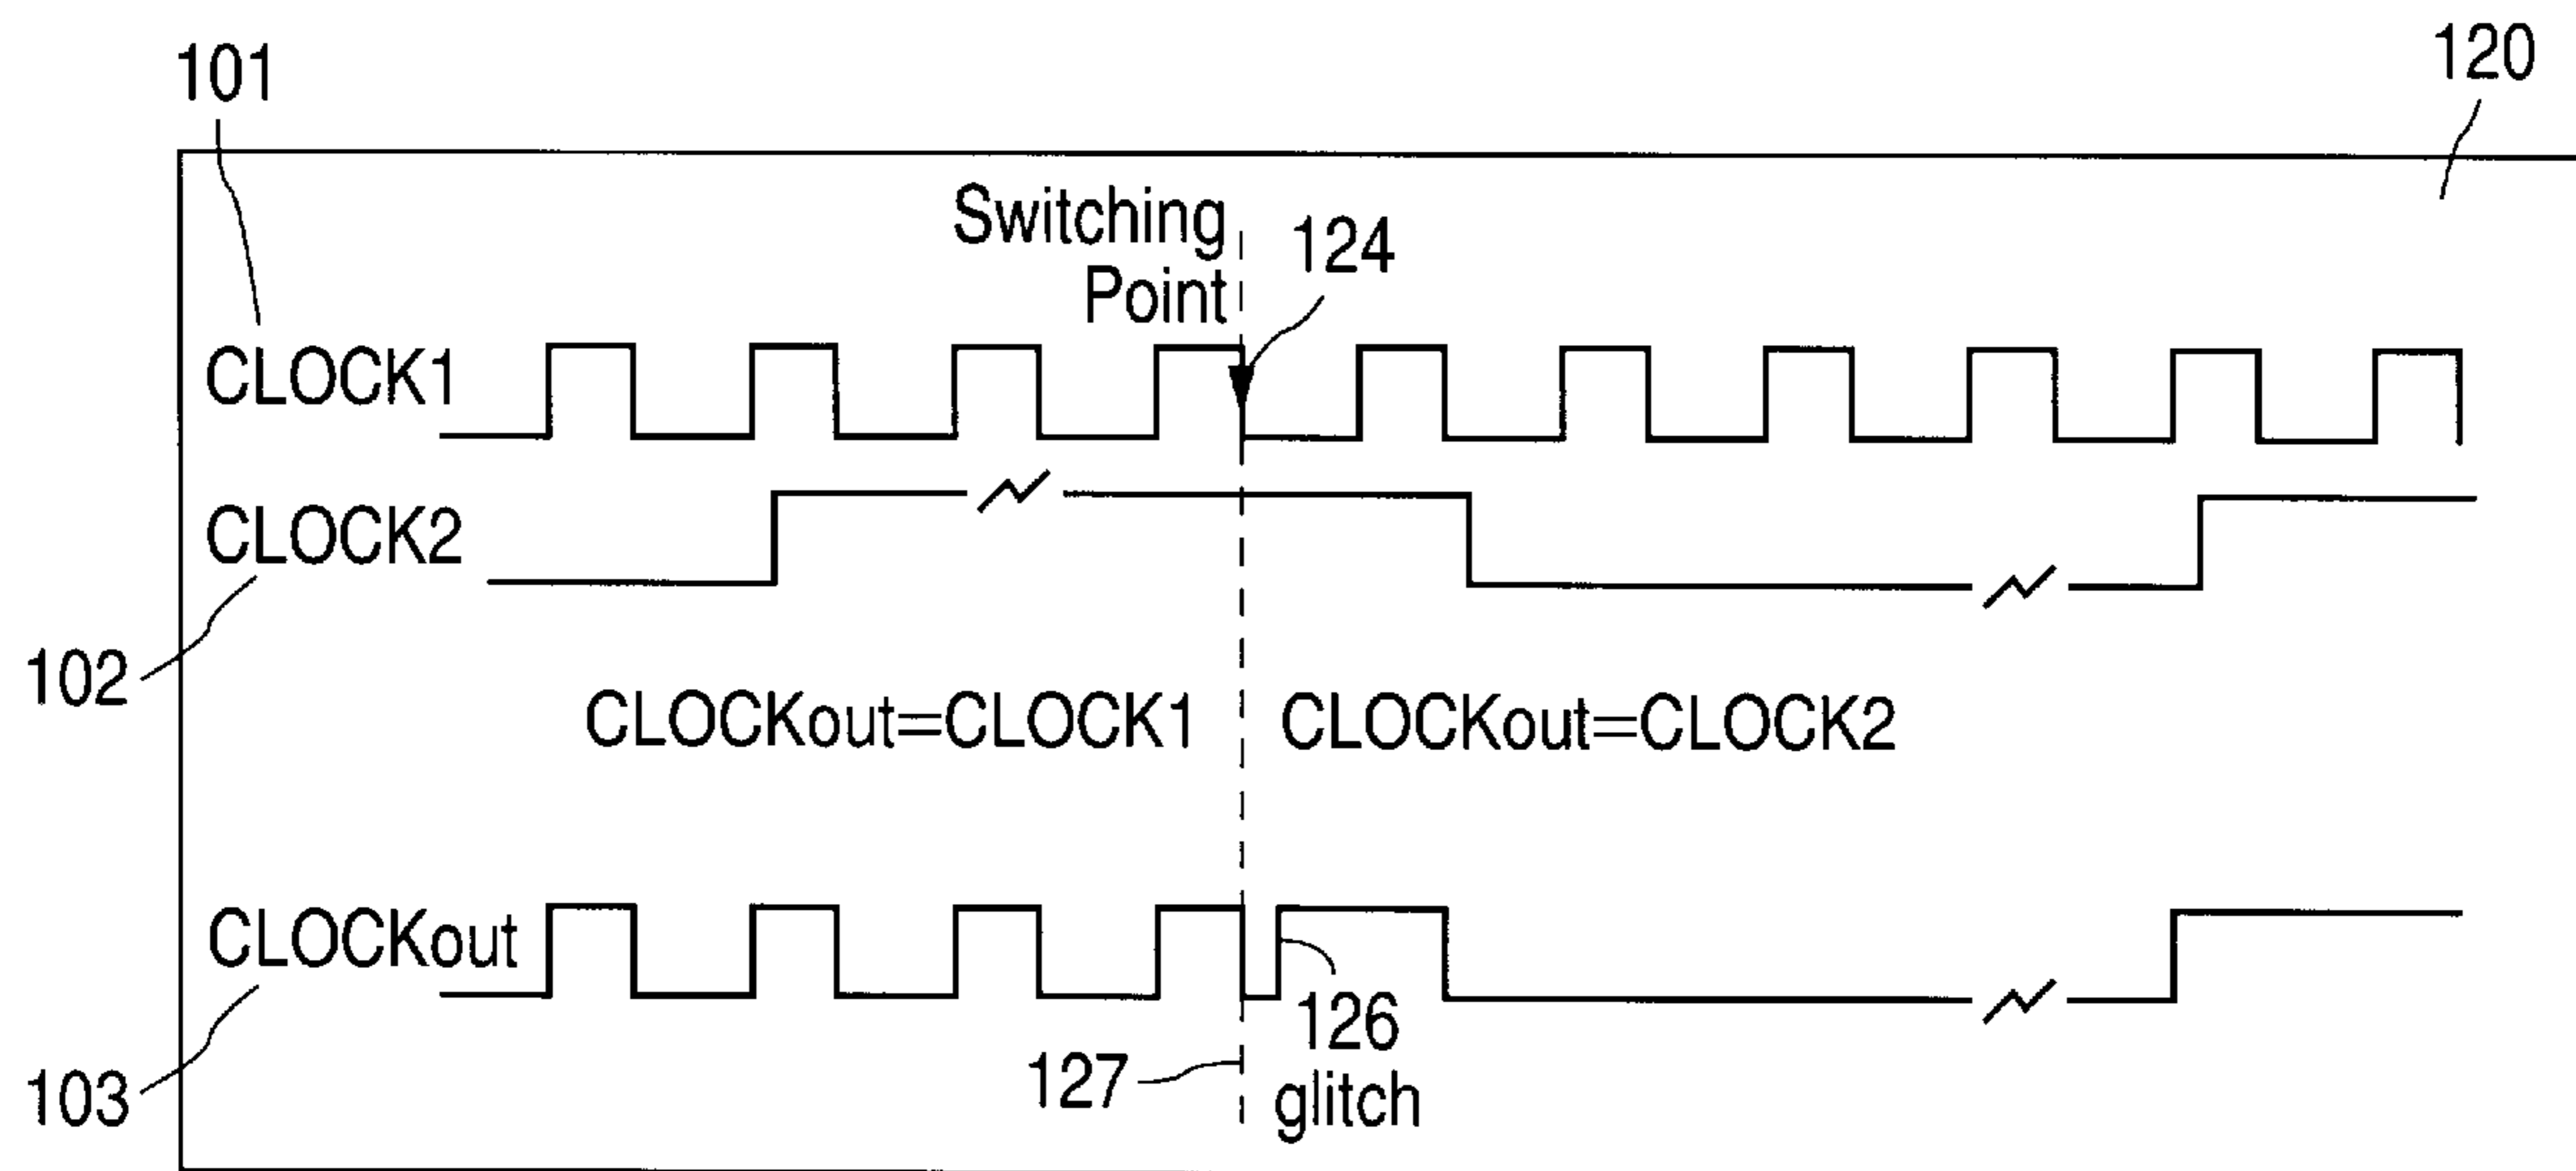 101
120
Switching
Point
124
CLOCK1
CLOCK2
102
CLOCKout=CLOCK1
CLOCKout=CLOCK2
CLOCKout
126
127
glitch
103